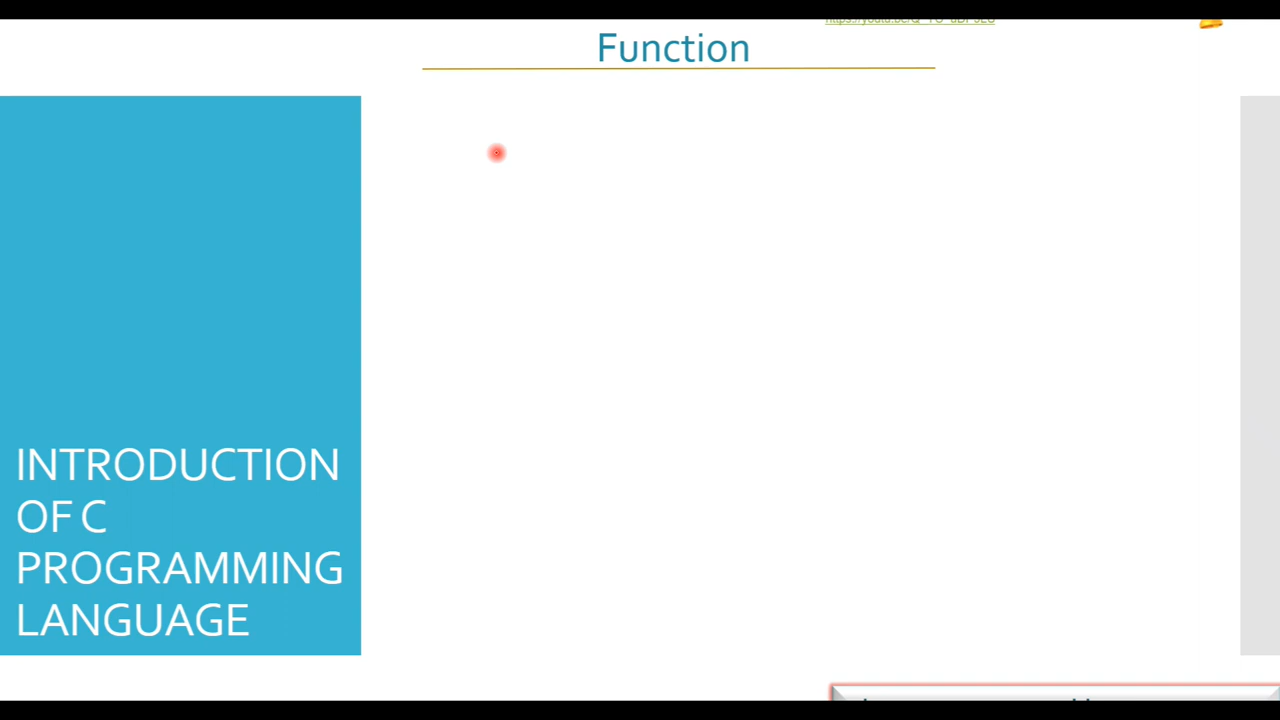 Function
INTRODUCTION
OF C
PROGRAMMING
LANGUAGE